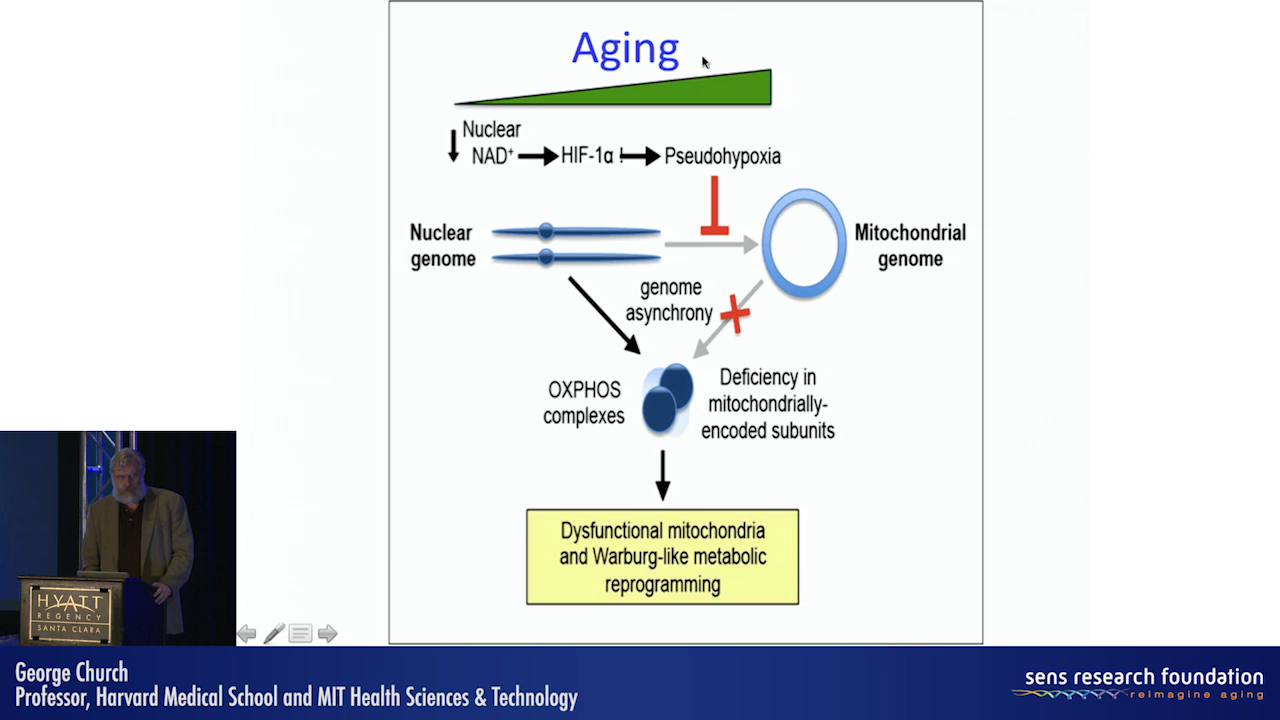 Aging
Nuclear
NAD⁺
HIF-1α
Pseudohypoxia
Nuclear
genome
Mitochondrial
genome
genome
asynchrony
OXPHOS
complexes
Deficiency in
mitochondrially-
encoded subunits
Dysfunctional mitochondria
and Warburg-like metabolic
reprogramming
HYATT
REGENCY
SANTA CLARA
George Church
Professor, Harvard Medical School and MIT Health Sciences & Technology
sens research foundation
reimagine aging